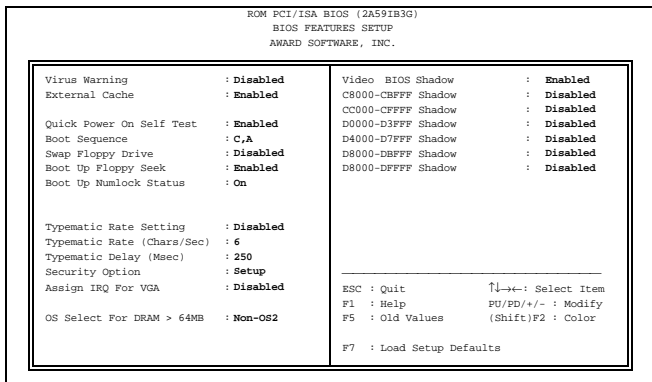 ROM PCI/ISA BIOS (2A59IB3G)
BIOS FEATURES SETUP
AWARD SOFTWARE, INC.
Virus Warning : Disabled
External Cache : Enabled
Quick Power On Self Test : Enabled
Boot Sequence : C,A
Swap Floppy Drive : Disabled
Boot Up Floppy Seek : Enabled
Boot Up Numlock Status : On
Typematic Rate Setting : Disabled
Typematic Rate (Chars/Sec) : 6
Typematic Delay (Msec) : 250
Security Option : Setup
Assign IRQ For VGA : Disabled
OS Select For DRAM > 64MB : Non-OS2
Video BIOS Shadow : Enabled
C8000-CBFFF Shadow : Disabled
CC000-CFFFF Shadow : Disabled
D0000-D3FFF Shadow : Disabled
D4000-D7FFF Shadow : Disabled
D8000-DBFFF Shadow : Disabled
D8000-DFFFF Shadow : Disabled
ESC : Quit ↑↓→←: Select Item
F1 : Help PU/PD/+/- : Modify
F5 : Old Values (Shift)F2 : Color
F7 : Load Setup Defaults